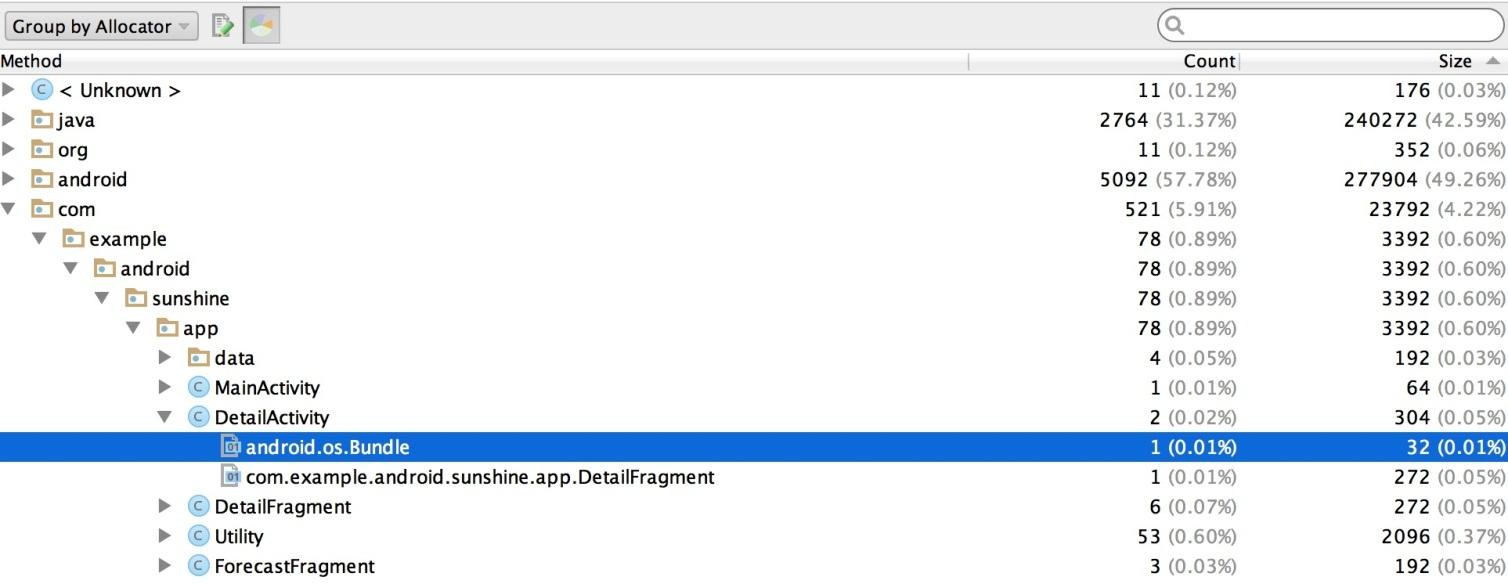 Group by Allocator
Method Count Size
C < Unknown > 11 (0.12%) 176 (0.03%)
java 2764 (31.37%) 240272 (42.59%)
org 11 (0.12%) 352 (0.06%)
android 5092 (57.78%) 277904 (49.26%)
com 521 (5.91%) 23792 (4.22%)
example 78 (0.89%) 3392 (0.60%)
android 78 (0.89%) 3392 (0.60%)
sunshine 78 (0.89%) 3392 (0.60%)
app 78 (0.89%) 3392 (0.60%)
data 4 (0.05%) 192 (0.03%)
C MainActivity 1 (0.01%) 64 (0.01%)
C DetailActivity 2 (0.02%) 304 (0.05%)
01 android.os.Bundle 1 (0.01%) 32 (0.01%)
01 com.example.android.sunshine.app.DetailFragment 1 (0.01%) 272 (0.05%)
C DetailFragment 6 (0.07%) 272 (0.05%)
C Utility 53 (0.60%) 2096 (0.37%)
C ForecastFragment 3 (0.03%) 192 (0.03%)